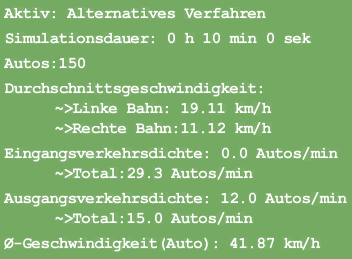 Aktiv: Alternatives Verfahren
Simulationsdauer: 0 h 10 min 0 sek
Autos:150
Durchschnittsgeschwindigkeit:
~>Linke Bahn: 19.11 km/h
~>Rechte Bahn:11.12 km/h
Eingangsverkehrsdichte: 0.0 Autos/min
~>Total:29.3 Autos/min
Ausgangsverkehrsdichte: 12.0 Autos/min
~>Total:15.0 Autos/min
Ø-Geschwindigkeit(Auto): 41.87 km/h